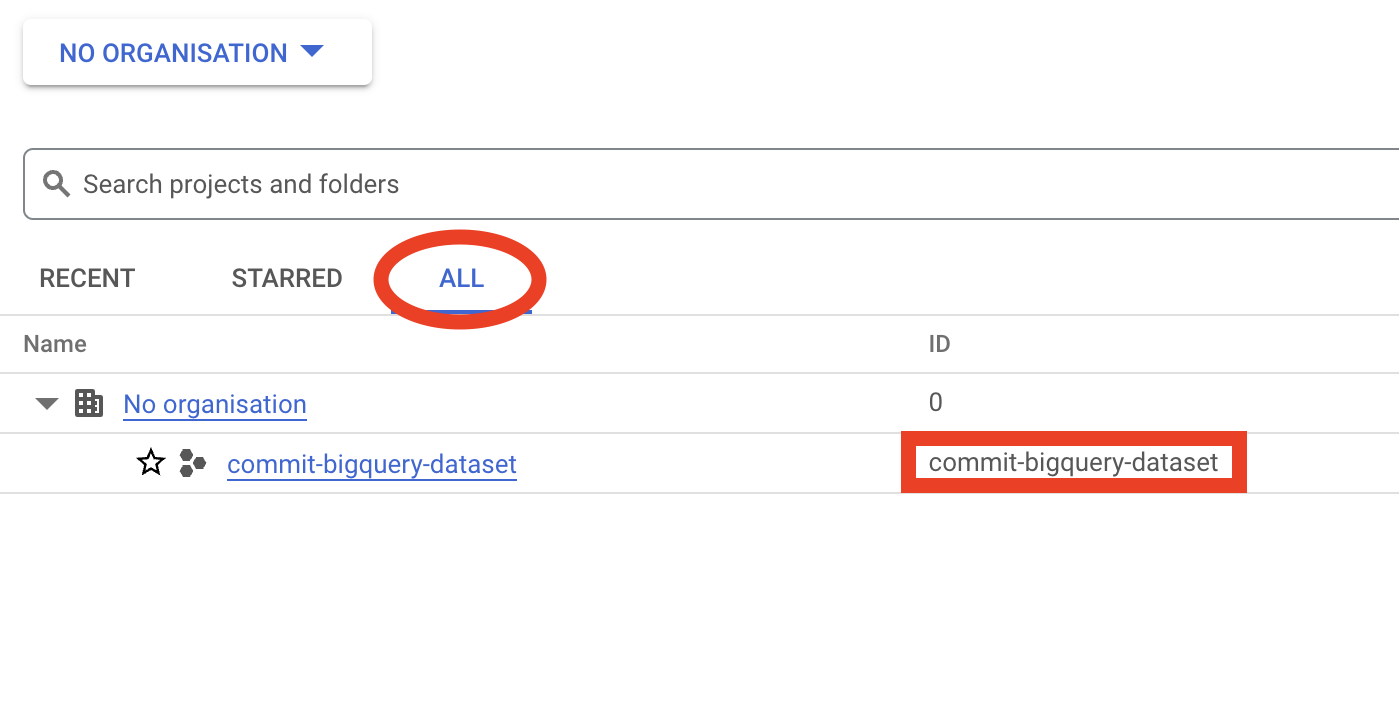 NO ORGANISATION
Search projects and folders
RECENT STARRED ALL
Name ID
No organisation 0
commit-bigquery-dataset commit-bigquery-dataset